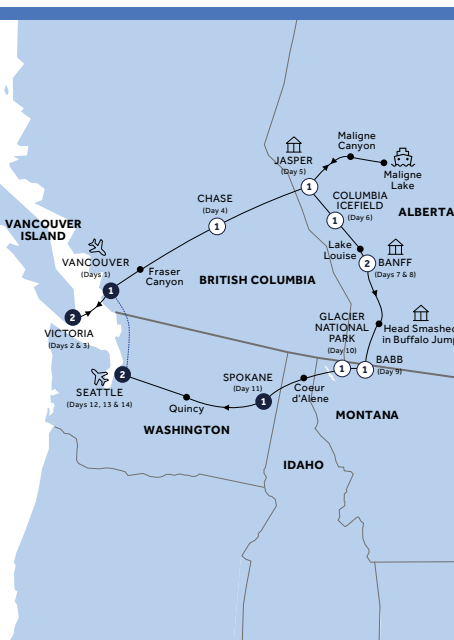 Maligne
Canyon
JASPER
(Day 5)
1
Maligne
Lake
CHASE
(Day 4)
1
COLUMBIA
ICEFIELD
(Day 6)
1
ALBERTA
VANCOUVER
ISLAND
Lake
Louise
BANFF
(Days 7 & 8)
2
VANCOUVER
(Days 1)
1
Fraser
Canyon
BRITISH COLUMBIA
2
VICTORIA
(Days 2 & 3)
GLACIER
NATIONAL
PARK
(Day 10)
1
Head Smashed
in Buffalo Jump
BABB
(Day 9)
1
2
SEATTLE
(Days 12, 13 & 14)
SPOKANE
(Day 11)
1
Coeur
d'Alene
Quincy
MONTANA
WASHINGTON
IDAHO